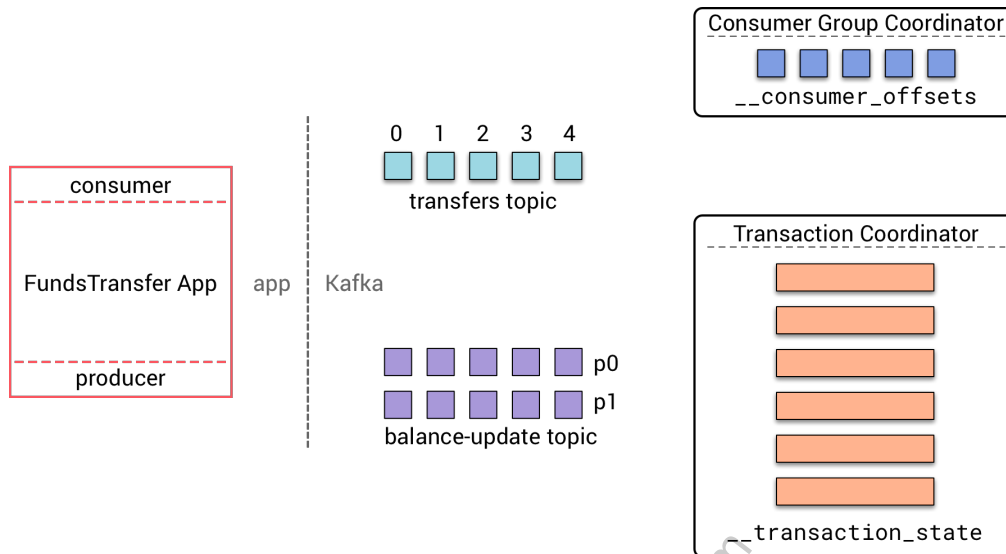 Consumer Group Coordinator
__consumer_offsets
0 1 2 3 4
transfers topic
consumer
FundsTransfer App
producer
app
Kafka
p0
p1
balance-update topic
Transaction Coordinator
__transaction_state